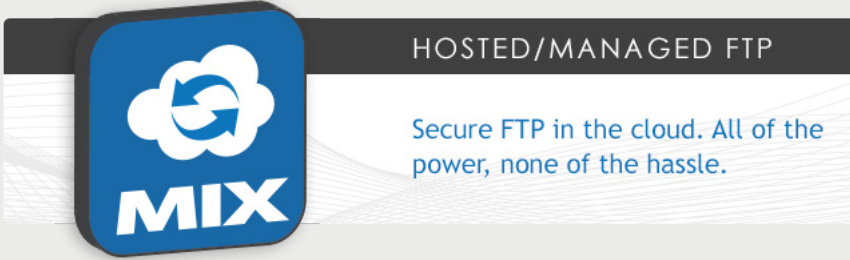 HOSTED/MANAGED FTP
Secure FTP in the cloud. All of the
power, none of the hassle.
MIX